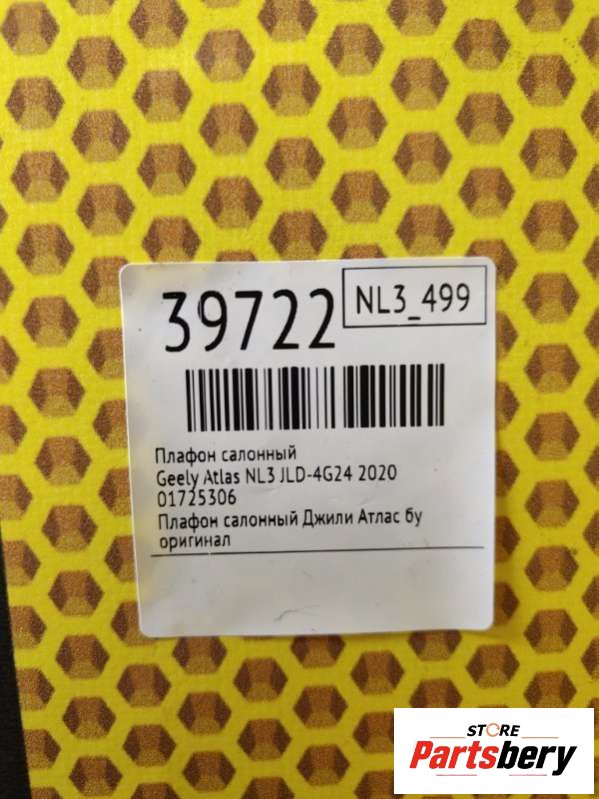 39722
NL3_499
Плафон салонный
Geely Atlas NL3 JLD-4G24 2020
01725306
Плафон салонный Джили Атлас бу
оригинал
STORE
Partsbery